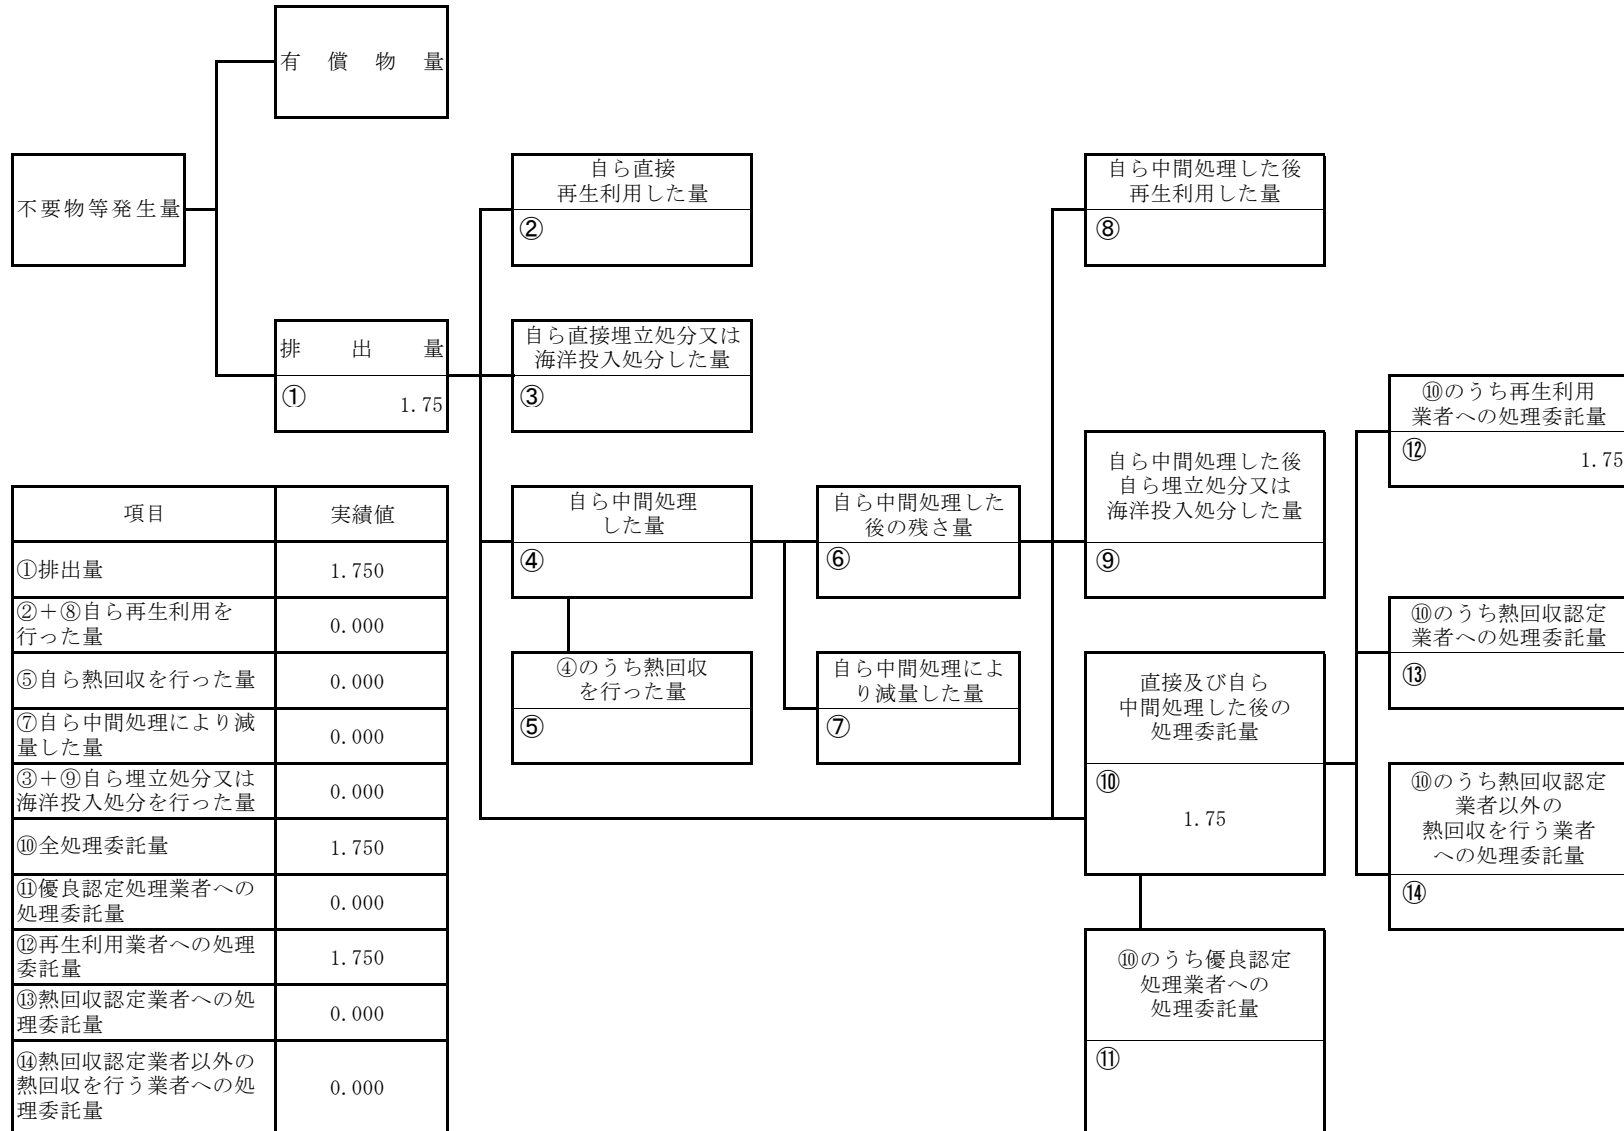 有償物量
不要物等発生量
自ら直接
再生利用した量
②
自ら中間処理した後
再生利用した量
⑧
排出量
① 1.75
自ら直接埋立処分又は
海洋投入処分した量
③
⑩のうち再生利用
業者への処理委託量
⑫ 1.75
自ら中間処理
した量
④
自ら中間処理した
後の残さ量
⑥
自ら中間処理した後
自ら埋立処分又は
海洋投入処分した量
⑨
⑩のうち熱回収認定
業者への処理委託量
⑬
④のうち熱回収
を行った量
⑤
自ら中間処理によ
り減量した量
⑦
直接及び自ら
中間処理した後の
処理委託量
⑩
1.75
⑩のうち熱回収認定
業者以外の
熱回収を行う業者
への処理委託量
⑭
⑩のうち優良認定
処理業者への
処理委託量
⑪
項目 実績値
①排出量 1.750
②+⑧自ら再生利用を
行った量 0.000
⑤自ら熱回収を行った量 0.000
⑦自ら中間処理により減
量した量 0.000
③+⑨自ら埋立処分又は
海洋投入処分を行った量 0.000
⑩全処理委託量 1.750
⑪優良認定処理業者への
処理委託量 0.000
⑫再生利用業者への処理
委託量 1.750
⑬熱回収認定業者への処
理委託量 0.000
⑭熱回収認定業者以外の
熱回収を行う業者への処
理委託量 0.000